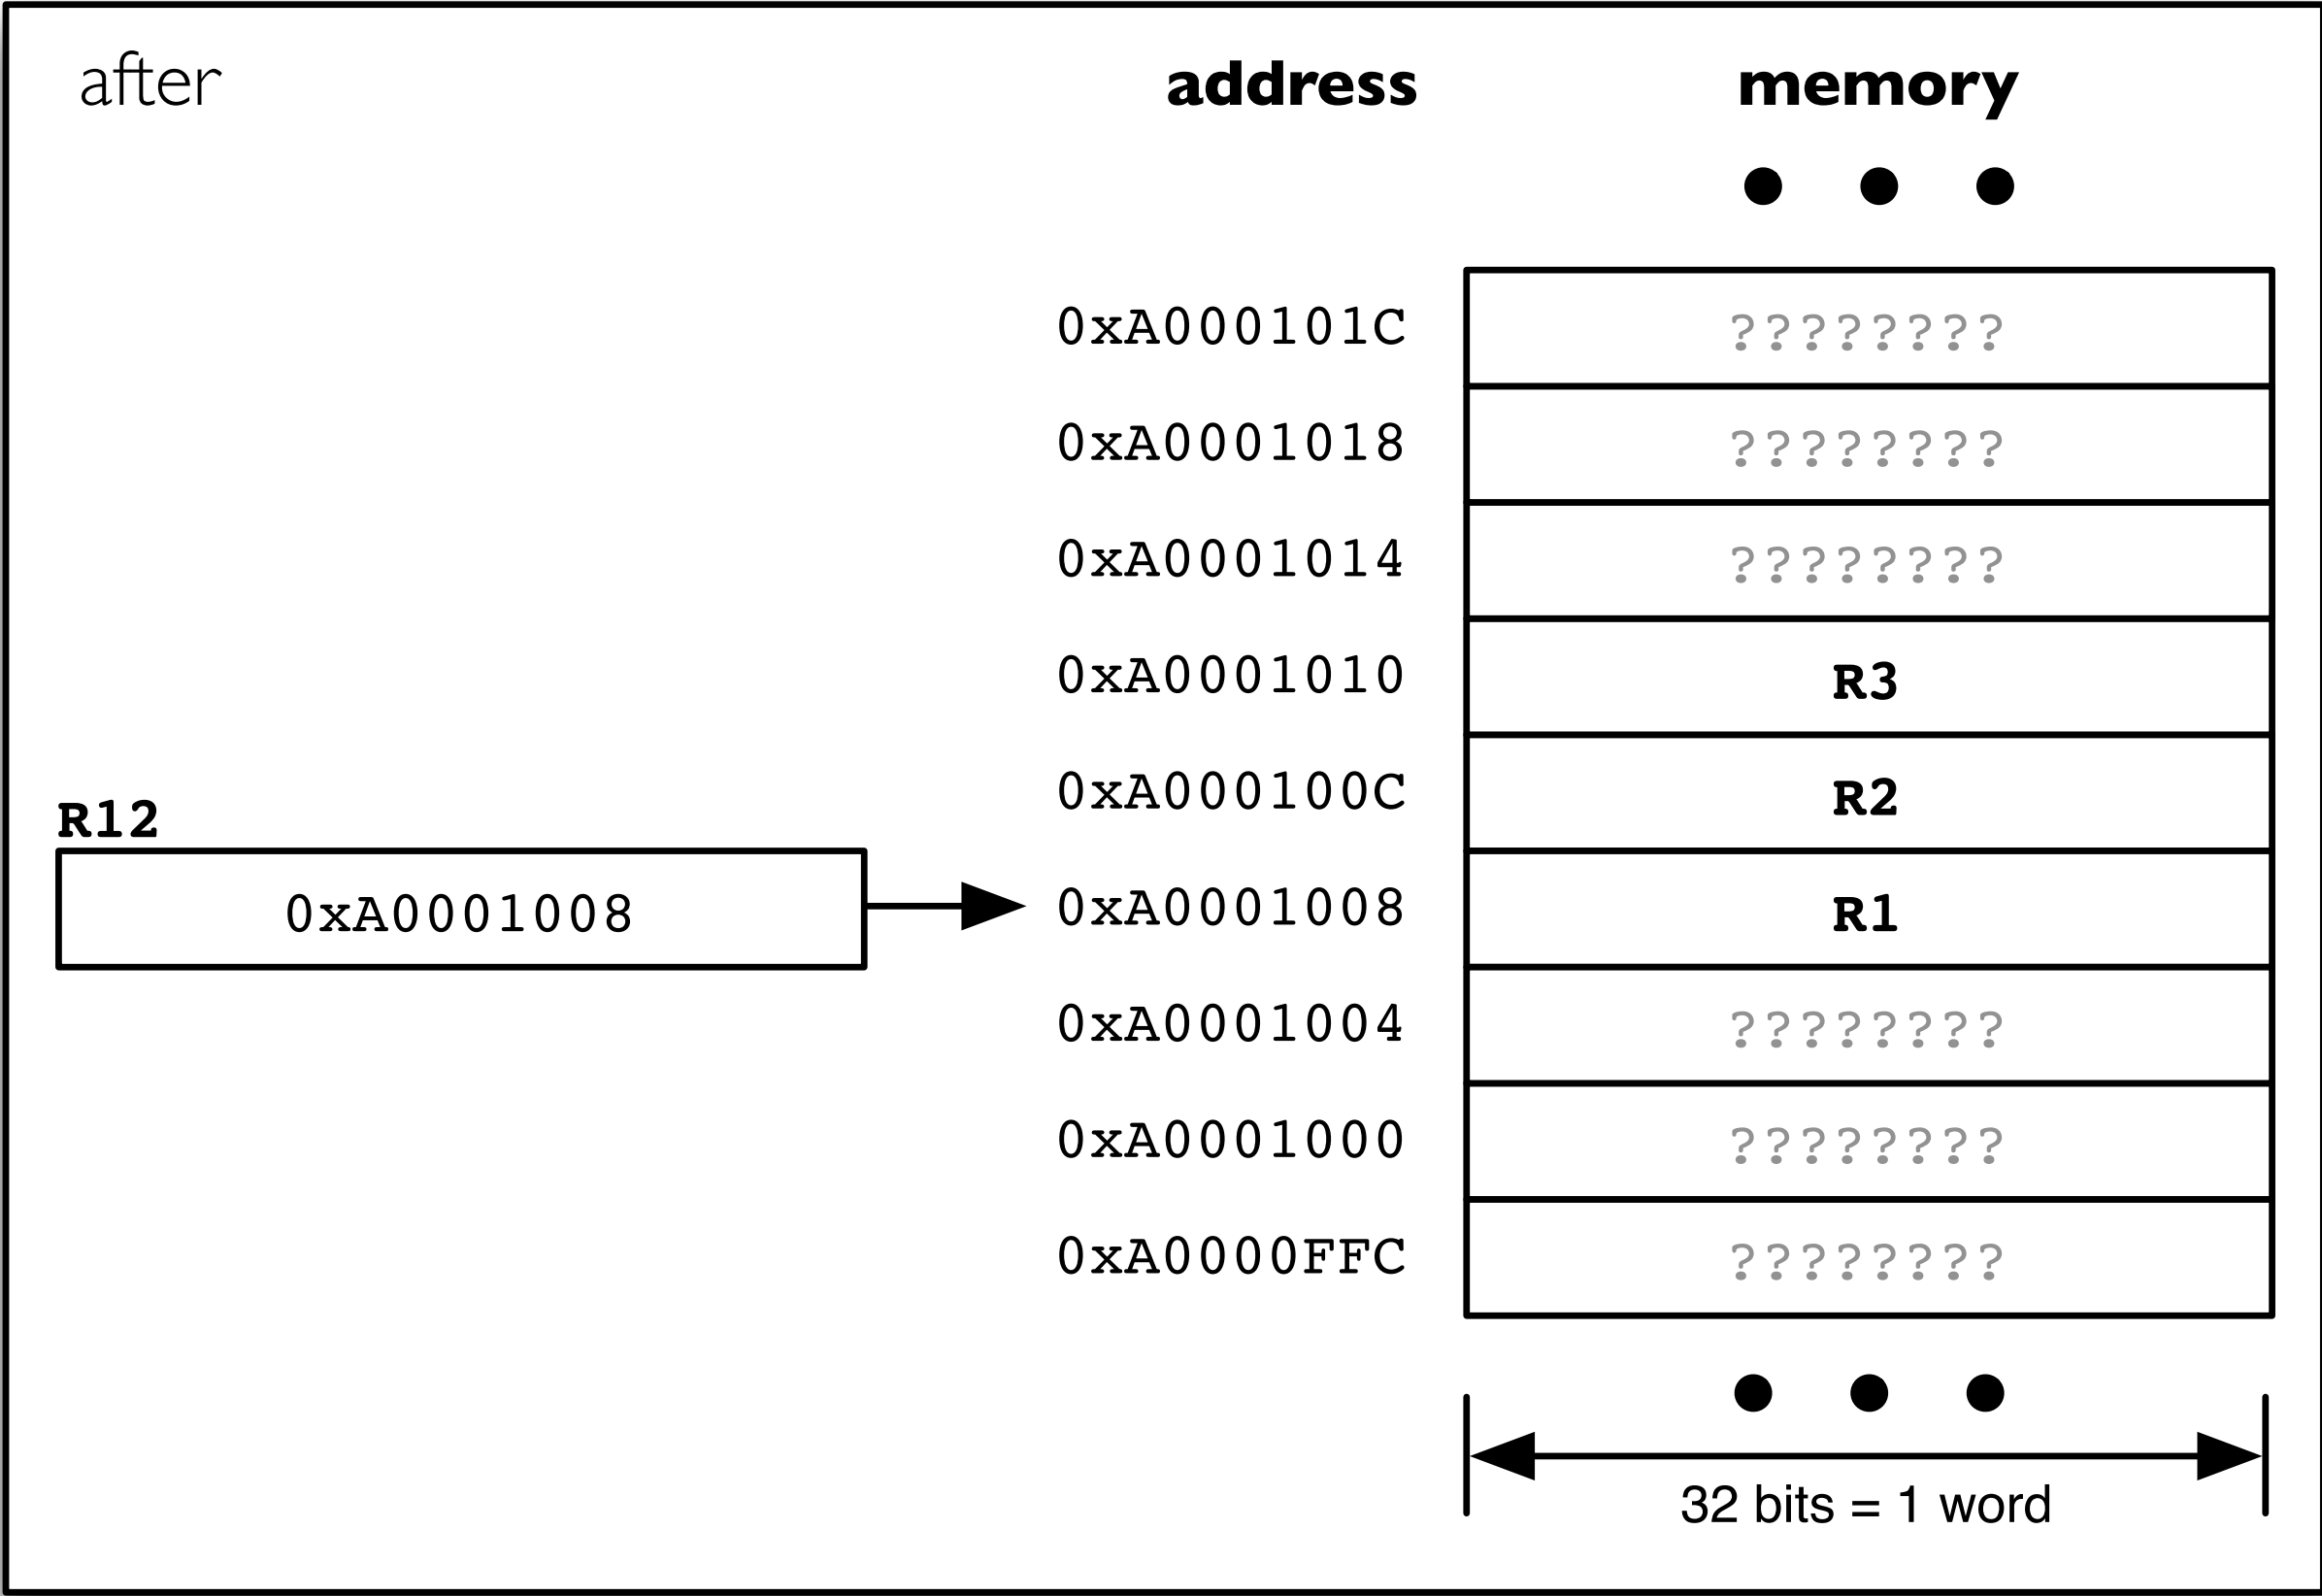 after address memory
0xA000101C ????????
0xA0001018 ????????
0xA0001014 ????????
0xA0001010 R3
0xA000100C R2
R12
0xA0001008 0xA0001008 R1
0xA0001004 ????????
0xA0001000 ????????
0xA0000FFC ????????
32 bits = 1 word